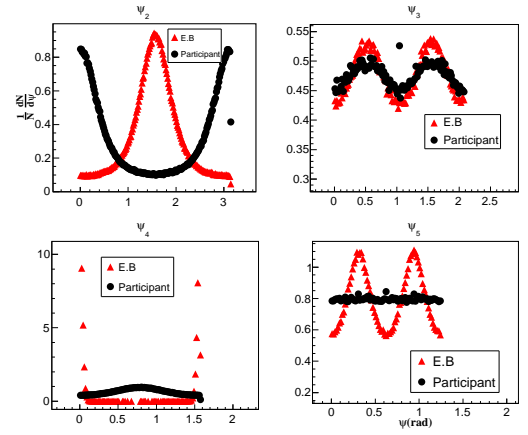 ψ₂
E.B
Participant
0.8
0.6
0.4
0.2
0
0 1 2 3
1/N dN/dψ
ψ₃
0.6
0.55
0.5
0.45
0.4
0.35
0.3
E.B
Participant
0 0.5 1 1.5 2 2.5
ψ₄
10
5
0
E.B
Participant
0 1 2
ψ₅
1
0.8
0.6
0.4
0.2
0
E.B
Participant
0 0.5 1 1.5 2
ψ(rad)